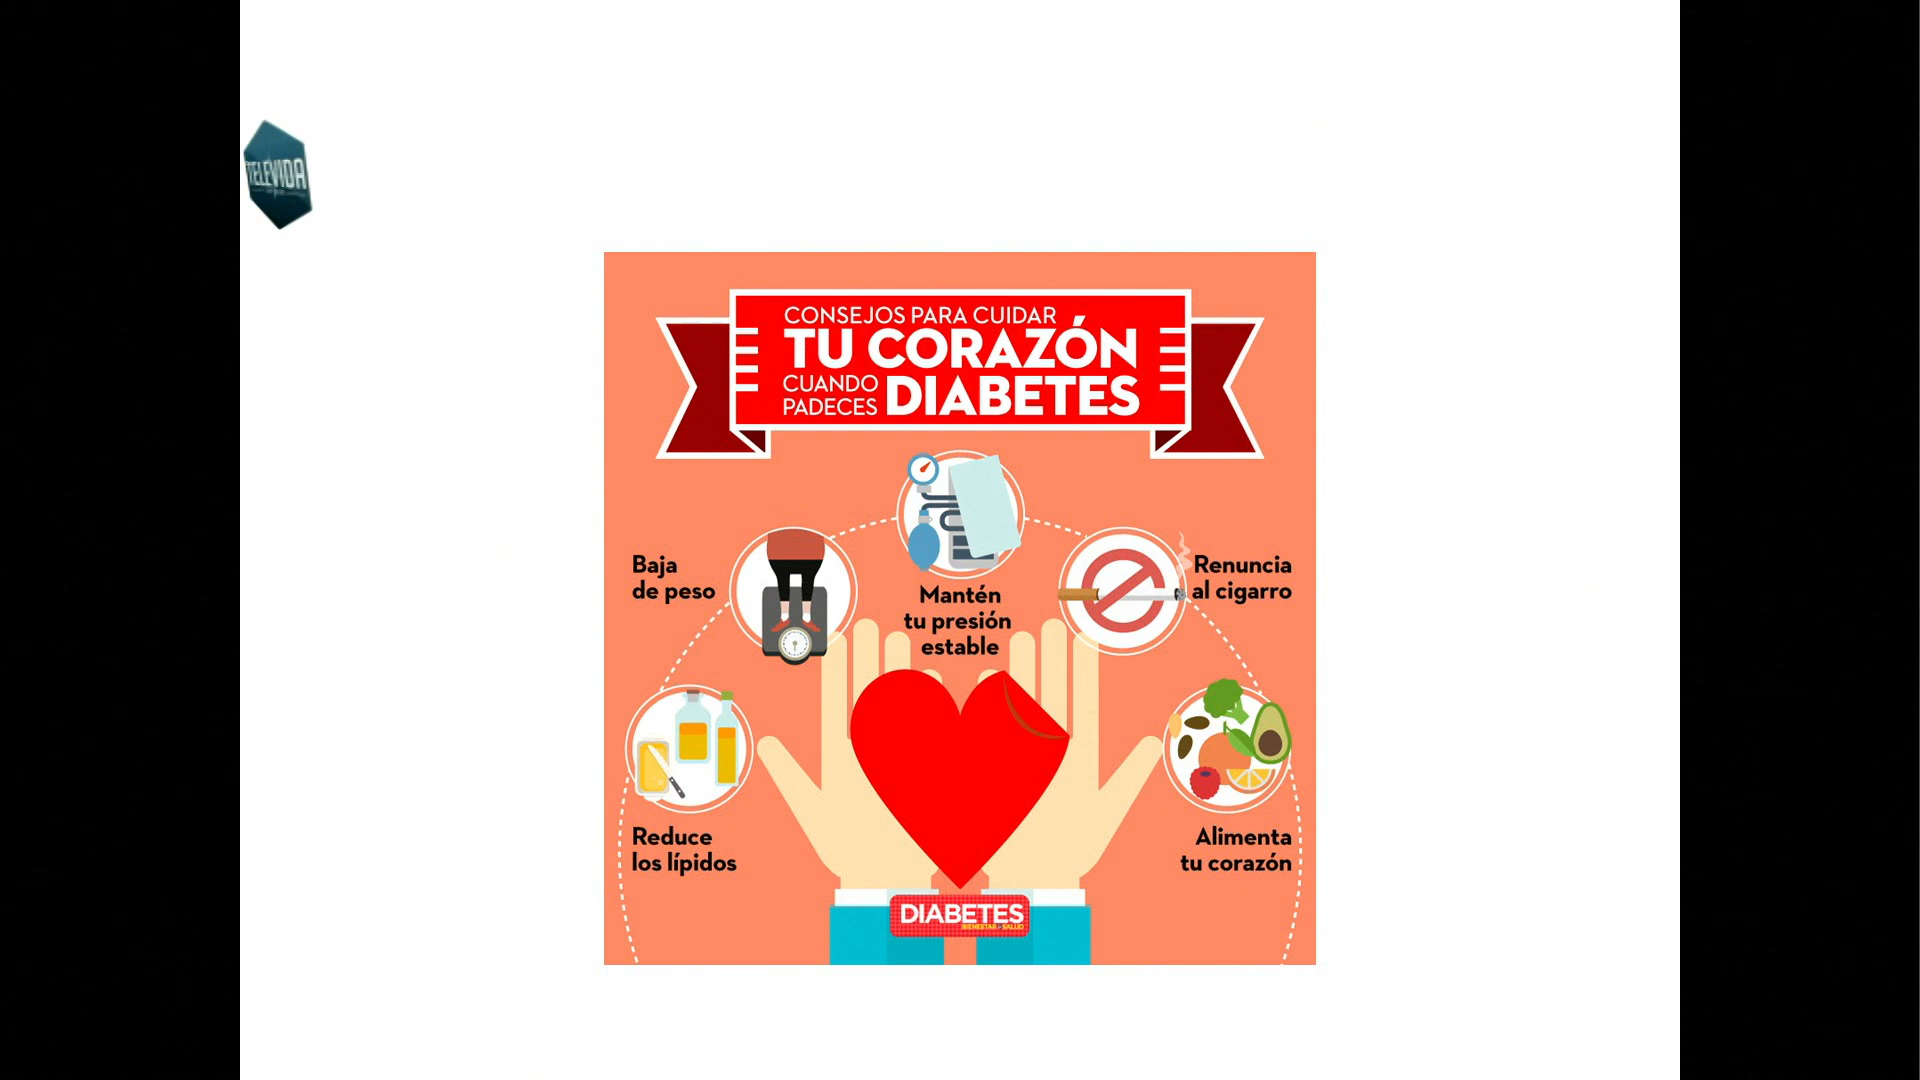 TELEVIDA
CONSEJOS PARA CUIDAR
TU CORAZÓN
CUANDO
PADECES
DIABETES
Baja
de peso
Mantén
tu presión
estable
Renuncia
al cigarro
Reduce
los lípidos
Alimenta
tu corazón
DIABETES
BIENESTAR Y SALUD